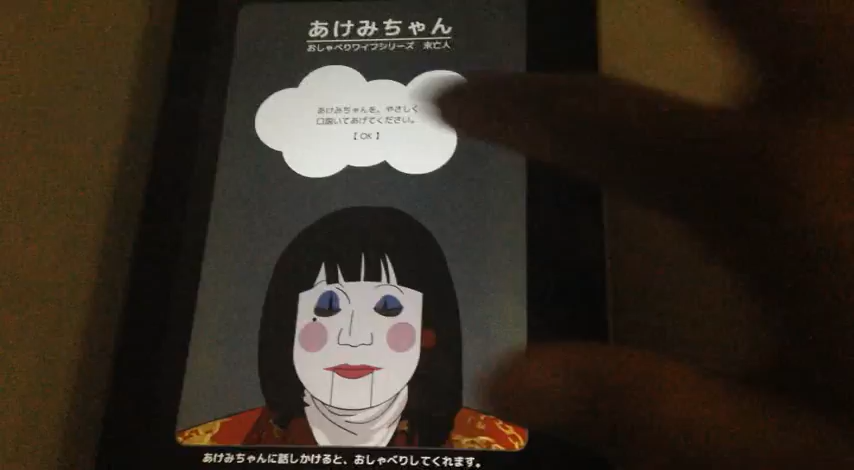 あけみちゃん
おしゃべりワイフシリーズ　未亡人
あけみちゃんを、やさしく
口説いてあげてください。
【 OK 】
あけみちゃんに話しかけると、おしゃべりしてくれます。